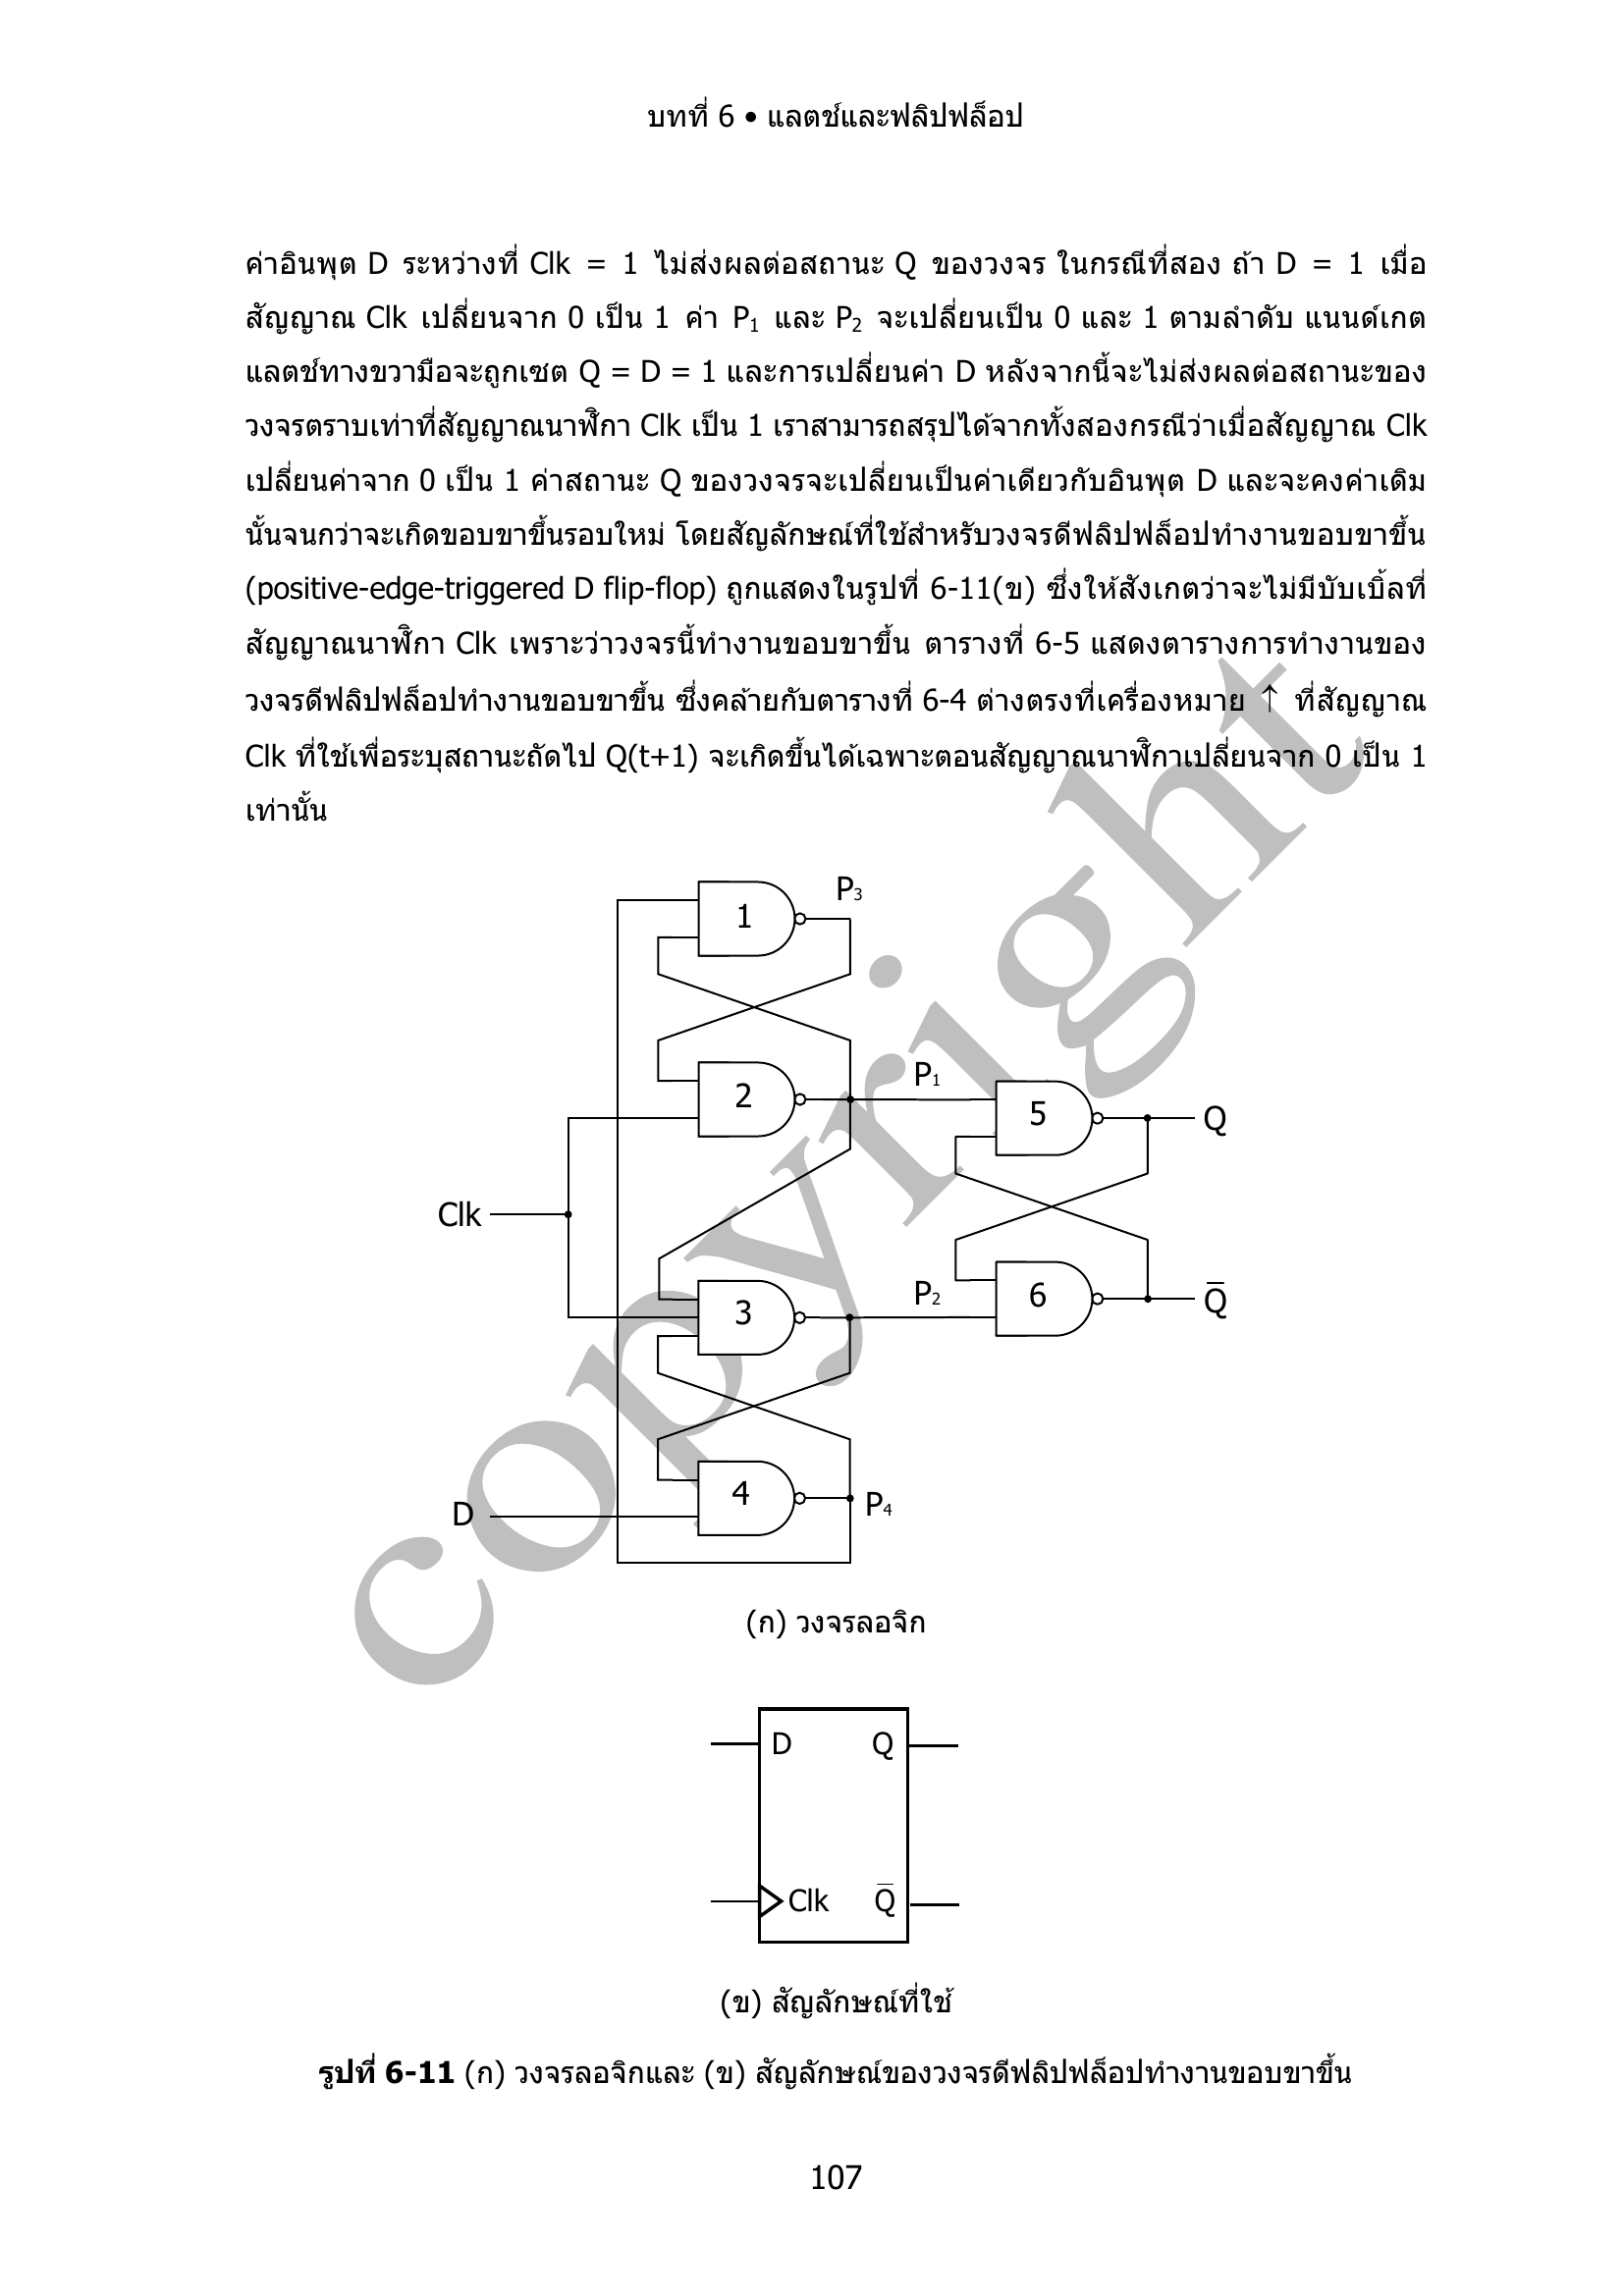 บทที่ 6 • แลตช์และฟลิปฟล็อป
ค่าอินพุต D ระหว่างที่ Clk = 1 ไม่ส่งผลต่อสถานะ Q ของวงจร ในกรณีที่สอง ถ้า D = 1 เมื่อ
สัญญาณ Clk เปลี่ยนจาก 0 เป็น 1 ค่า P₁ และ P₂ จะเปลี่ยนเป็น 0 และ 1 ตามลำดับ แนนด์เกต
แลตช์ทางขวามือจะถูกเซต Q = D = 1 และการเปลี่ยนค่า D หลังจากนี้จะไม่ส่งผลต่อสถานะของ
วงจรตราบเท่าที่สัญญาณนาฬิกา Clk เป็น 1 เราสามารถสรุปได้จากทั้งสองกรณีว่าเมื่อสัญญาณ Clk
เปลี่ยนค่าจาก 0 เป็น 1 ค่าสถานะ Q ของวงจรจะเปลี่ยนเป็นค่าเดียวกับอินพุต D และจะคงค่าเดิม
นั้นจนกว่าจะเกิดขอบขาขึ้นรอบใหม่ โดยสัญลักษณ์ที่ใช้สำหรับวงจรดีฟลิปฟล็อปทำงานขอบขาขึ้น
(positive-edge-triggered D flip-flop) ถูกแสดงในรูปที่ 6-11(ข) ซึ่งให้สังเกตว่าจะไม่มีบับเบิ้ลที่
สัญญาณนาฬิกา Clk เพราะว่าวงจรนี้ทำงานขอบขาขึ้น ตารางที่ 6-5 แสดงตารางการทำงานของ
วงจรดีฟลิปฟล็อปทำงานขอบขาขึ้น ซึ่งคล้ายกับตารางที่ 6-4 ต่างตรงที่เครื่องหมาย ↑ ที่สัญญาณ
Clk ที่ใช้เพื่อระบุสถานะถัดไป Q(t+1) จะเกิดขึ้นได้เฉพาะตอนสัญญาณนาฬิกาเปลี่ยนจาก 0 เป็น 1
เท่านั้น
P₃
1
P₁
2
5
Q
Clk
P₂
3
6
Q̅
4
P₄
D
(ก) วงจรลอจิก
D Q
Clk Q̅
(ข) สัญลักษณ์ที่ใช้
รูปที่ 6-11 (ก) วงจรลอจิกและ (ข) สัญลักษณ์ของวงจรดีฟลิปฟล็อปทำงานขอบขาขึ้น
107
copyright